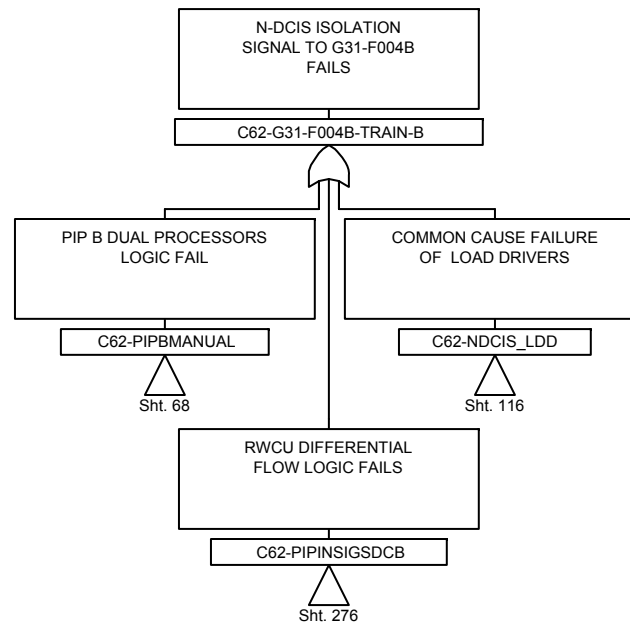 N-DCIS ISOLATION
SIGNAL TO G31-F004B
FAILS
C62-G31-F004B-TRAIN-B
PIP B DUAL PROCESSORS
LOGIC FAIL
C62-PIPBMANUAL
Sht. 68
COMMON CAUSE FAILURE
OF LOAD DRIVERS
C62-NDCIS_LDD
Sht. 116
RWCU DIFFERENTIAL
FLOW LOGIC FAILS
C62-PIPINSIGSDCB
Sht. 276